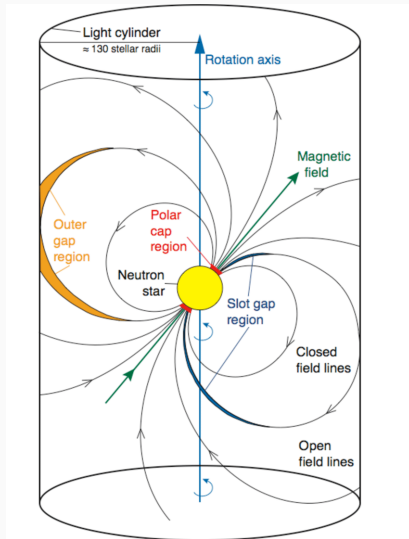 Light cylinder
≈ 130 stellar radii
Rotation axis
Magnetic
field
Polar
cap
region
Outer
gap
region
Neutron
star
Slot gap
region
Closed
field lines
Open
field lines